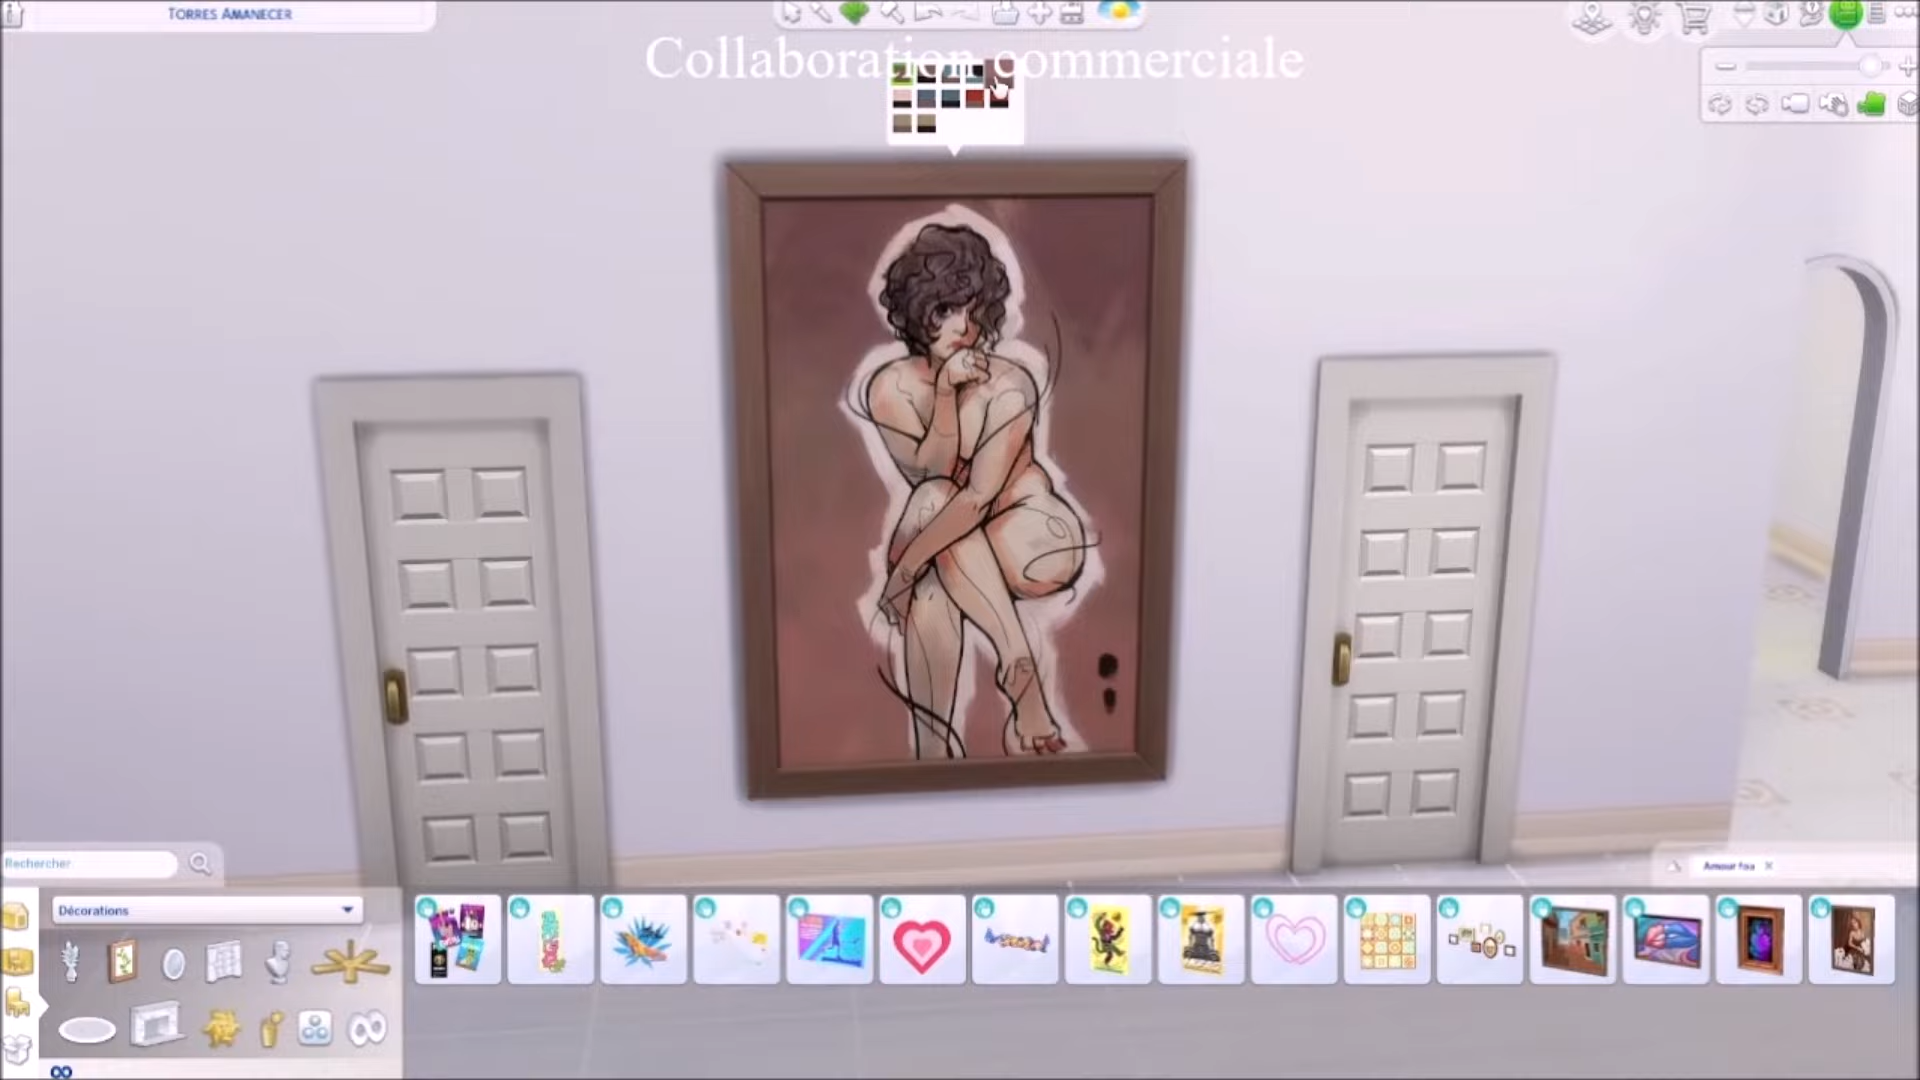 TORRES AMANECER
Collaboration commerciale
Rechercher
Amour fou
Décorations